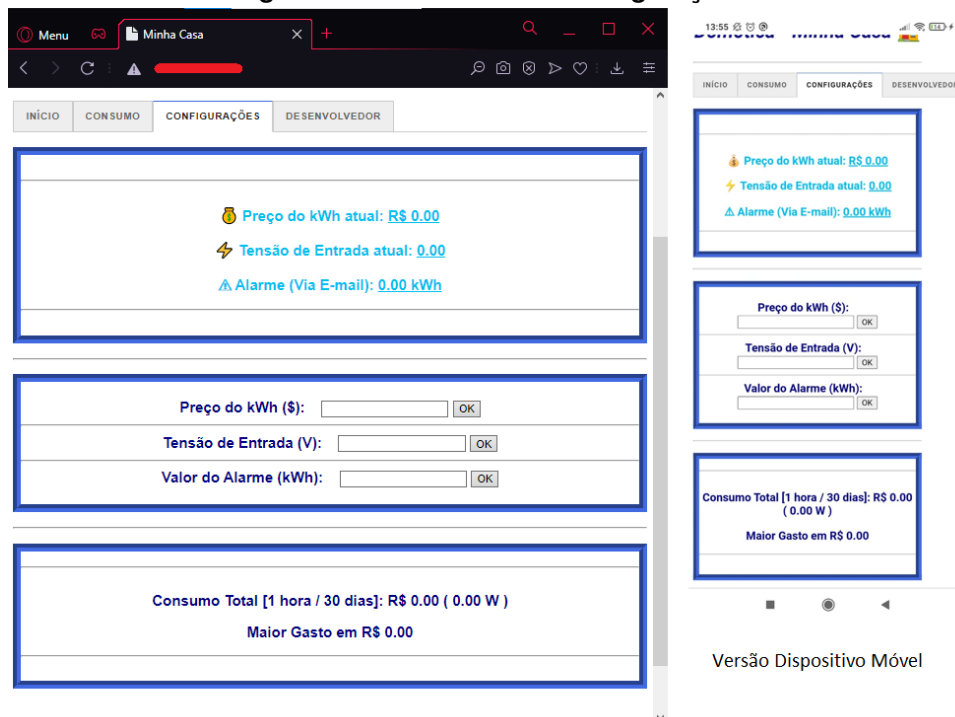 Menu
Minha Casa
INÍCIO CONSUMO CONFIGURAÇÕES DESENVOLVEDOR
Preço do kWh atual: R$ 0.00
Tensão de Entrada atual: 0.00
Alarme (Via E-mail): 0.00 kWh
Preço do kWh ($): OK
Tensão de Entrada (V): OK
Valor do Alarme (kWh): OK
Consumo Total [1 hora / 30 dias]: R$ 0.00 ( 0.00 W )
Maior Gasto em R$ 0.00
13:55
INÍCIO CONSUMO CONFIGURAÇÕES DESENVOLVEDOR
Preço do kWh atual: R$ 0.00
Tensão de Entrada atual: 0.00
Alarme (Via E-mail): 0.00 kWh
Preço do kWh ($):
OK
Tensão de Entrada (V):
OK
Valor do Alarme (kWh):
OK
Consumo Total [1 hora / 30 dias]: R$ 0.00
( 0.00 W )
Maior Gasto em R$ 0.00
Versão Dispositivo Móvel